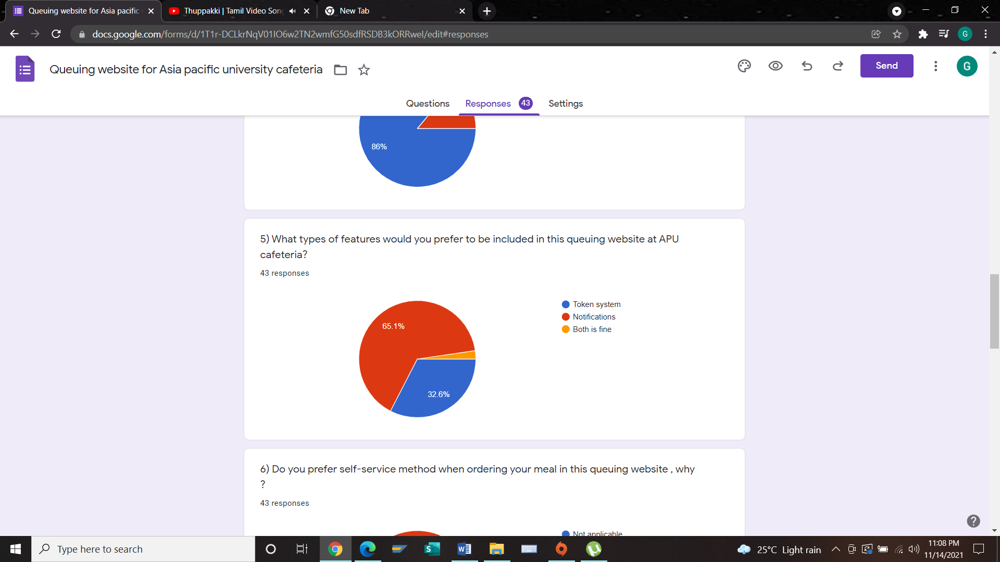 Queuing website for Asia pacific
Thuppakki | Tamil Video Song
New Tab
docs.google.com/forms/d/1T1r-DCLkrNqV01IO6w2TN2wmfG50sdfRSDB3kORRweI/edit#responses
G
Queuing website for Asia pacific university cafeteria
Send
G
Questions
Responses 43
Settings
86%
5) What types of features would you prefer to be included in this queuing website at APU
cafeteria?
43 responses
65.1%
32.6%
Token system
Notifications
Both is fine
6) Do you prefer self-service method when ordering your meal in this queuing website , why
?
43 responses
Not applicable
Type here to search
25°C Light rain
11:08 PM
11/14/2021